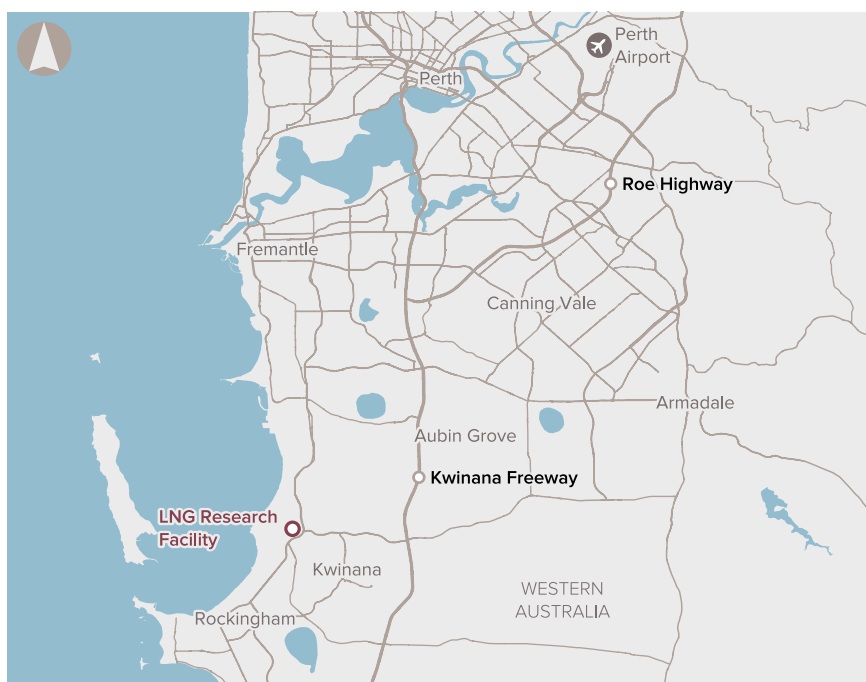 Perth
Airport
Perth
Roe Highway
Fremantle
Canning Vale
Armadale
Aubin Grove
Kwinana Freeway
LNG Research
Facility
Kwinana
WESTERN
AUSTRALIA
Rockingham